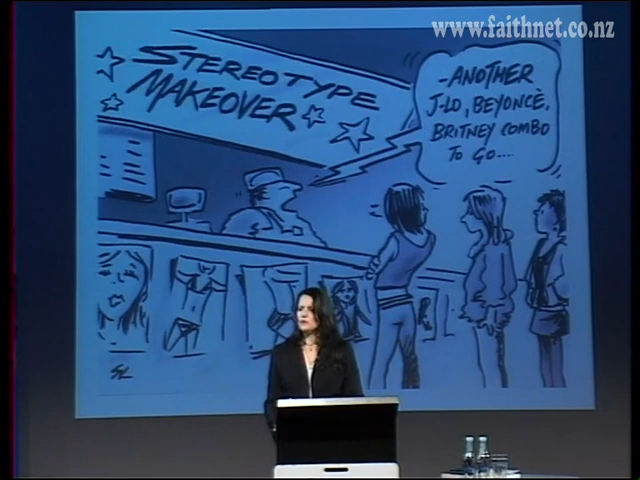 www.faithnet.co.nz
STEREOTYPE
MAKEOVER
-ANOTHER
J-LO, BEYONCÈ,
BRITNEY COMBO
TO GO....